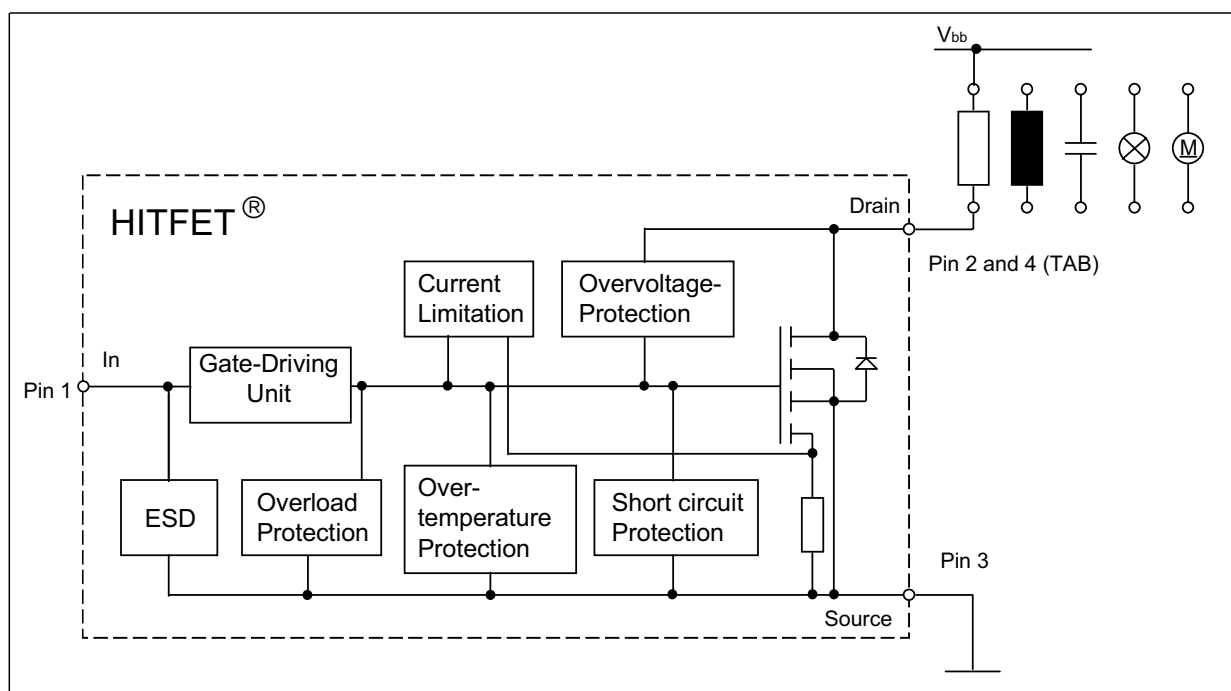 Vbb
HITFET ®
Drain
Pin 2 and 4 (TAB)
Current
Limitation
Overvoltage-
Protection
In
Pin 1
Gate-Driving
Unit
ESD
Overload
Protection
Over-
temperature
Protection
Short circuit
Protection
Pin 3
Source
M